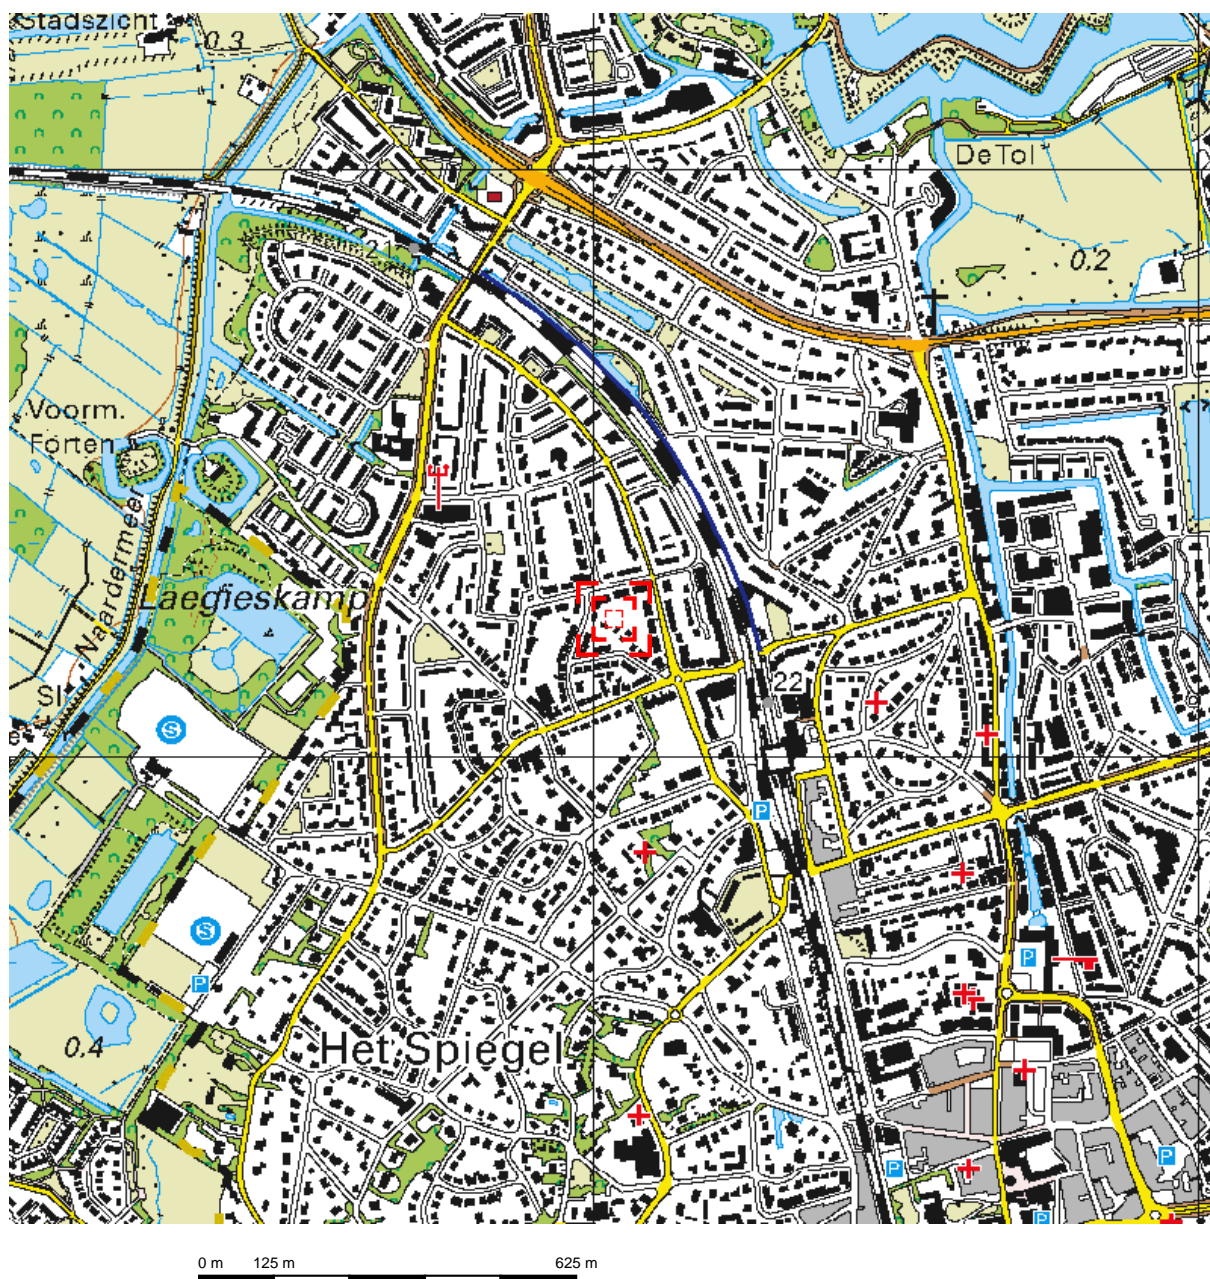 Stadszicht
0.3
De Tol
0.2
21
Voorm.
Forten
Naardermeer
Laegieskamp
S
22
P
S
P
P
P
Het Spiegel
0.4
P
P
P
0 m 125 m 625 m